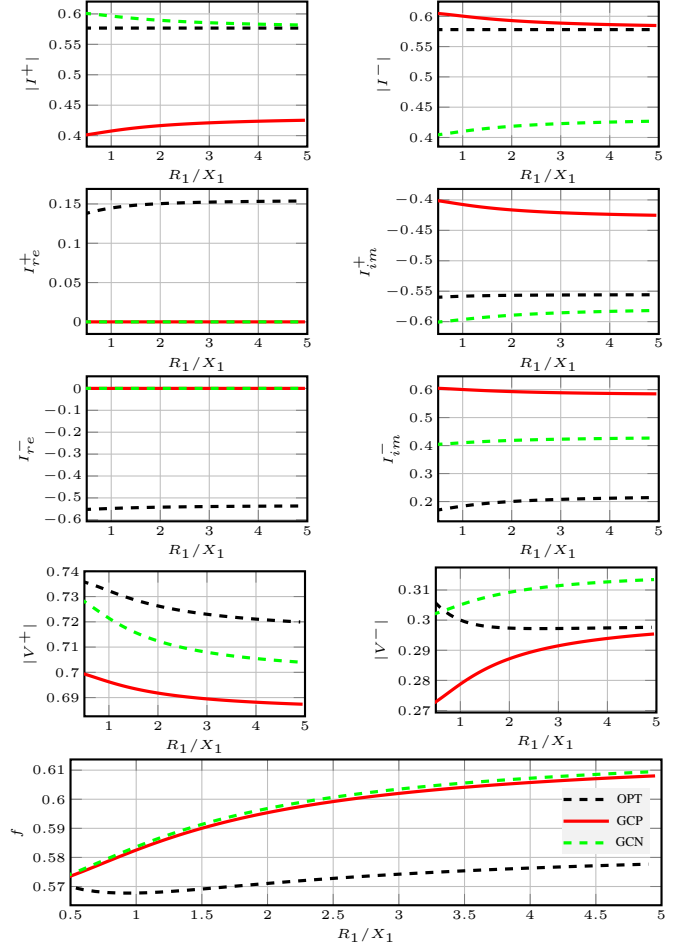 0.6
0.55
0.5
0.45
0.4
|I⁺|
1 2 3 4 5
R₁/X₁
0.6
0.55
0.5
0.45
0.4
|I⁻|
1 2 3 4 5
R₁/X₁
0.15
0.1
0.05
0
I⁺re
1 2 3 4 5
R₁/X₁
−0.4
−0.45
−0.5
−0.55
−0.6
I⁺im
1 2 3 4 5
R₁/X₁
0
−0.1
−0.2
−0.3
−0.4
−0.5
−0.6
I⁻re
1 2 3 4 5
R₁/X₁
0.6
0.4
0.3
0.5
0.2
I⁻im
1 2 3 4 5
R₁/X₁
0.74
0.73
0.72
0.71
0.7
0.69
|V⁺|
1 2 3 4 5
R₁/X₁
0.31
0.3
0.29
0.28
0.27
|V⁻|
1 2 3 4 5
R₁/X₁
0.61
0.6
0.59
0.58
0.57
f
0.5 1 1.5 2 2.5 3 3.5 4 4.5 5
R₁/X₁
OPT
GCP
GCN